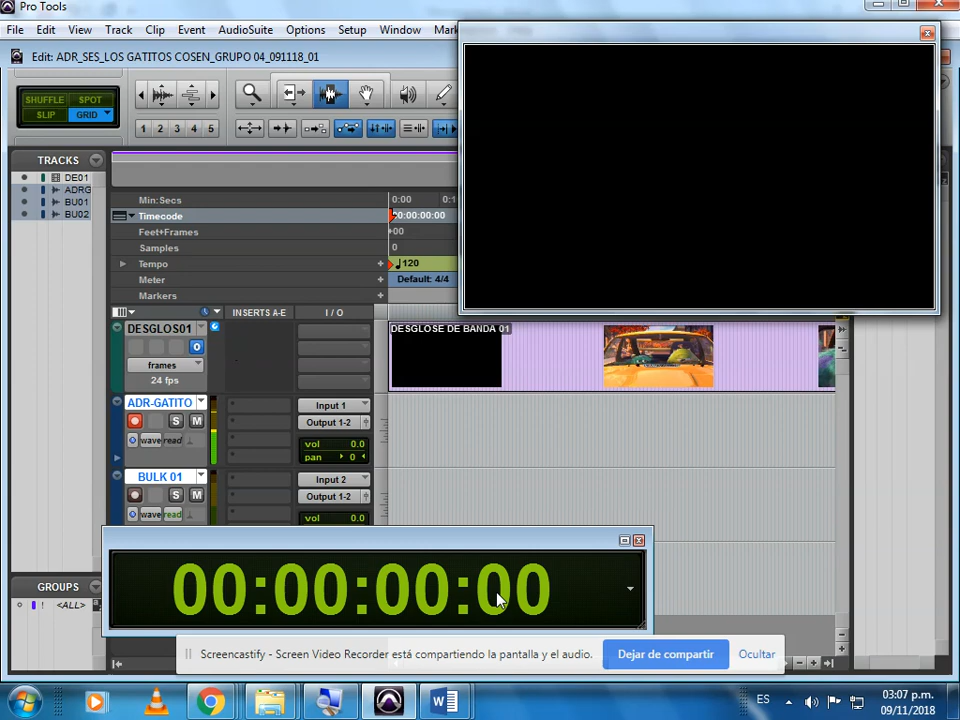 Pro Tools
File Edit View Track Clip Event AudioSuite Options Setup Window Mar
Edit: ADR_SES_LOS GATITOS COSEN_GRUPO 04_091118_01
SHUFFLE SPOT
SLIP GRID
1 2 3 4 5
TRACKS
DE01
ADRG
BU01
BU02
Min:Secs 0:00 0:1
Timecode 00:00:00:00
Feet+Frames +00
Samples 0
Tempo 120
Meter Default: 4/4
Markers
INSERTS A-E I / O
DESGLOS01
DESGLOSE DE BANDA 01
O
frames
24 fps
ADR-GATITO
Input 1
S M
Output 1-2
wave read
vol 0.0
pan 0
BULK 01
Input 2
S M
Output 1-2
wave read
vol 0.0
00:00:00:00
GROUPS
! <ALL>
Screencastify - Screen Video Recorder está compartiendo la pantalla y el audio.
Dejar de compartir
Ocultar
ES
03:07 p.m.
09/11/2018